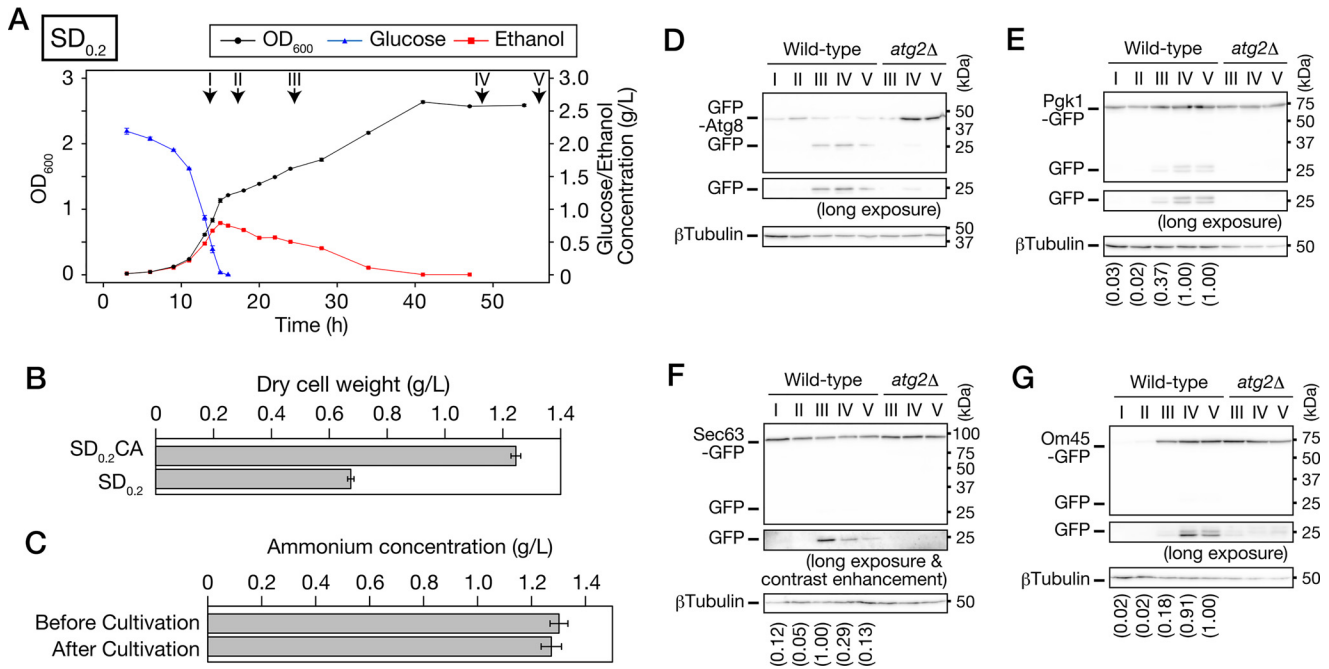 A
SD0.2
OD600 Glucose Ethanol
I II III IV V
3
2
1
0
OD600
3.0
2.5
2.0
1.5
1.0
0.5
0
Glucose/Ethanol
Concentration (g/L)
0 10 20 30 40 50
Time (h)
B
Dry cell weight (g/L)
0 0.2 0.4 0.6 0.8 1.0 1.2 1.4
SD0.2CA
SD0.2
C
Ammonium concentration (g/L)
0 0.2 0.4 0.6 0.8 1.0 1.2
Before Cultivation
After Cultivation
D
Wild-type atg2Δ
I II III IV V III IV V (kDa)
GFP
-Atg8
GFP
50
37
25
GFP 25
(long exposure)
βTubulin 50
37
E
Wild-type atg2Δ
I II III IV V III IV V (kDa)
Pgk1
-GFP
GFP
75
50
37
25
GFP 25
(long exposure)
βTubulin 50
(0.03) (0.02) (0.37) (1.00) (1.00)
F
Wild-type atg2Δ
I II III IV V III IV V (kDa)
Sec63
-GFP
GFP
100
75
50
37
25
GFP 25
(long exposure &
contrast enhancement)
βTubulin 50
(0.12) (0.05) (1.00) (0.29) (0.13)
G
Wild-type atg2Δ
I II III IV V III IV V (kDa)
Om45
-GFP
GFP
75
50
37
25
GFP 25
(long exposure)
βTubulin 50
(0.02) (0.02) (0.18) (0.91) (1.00)